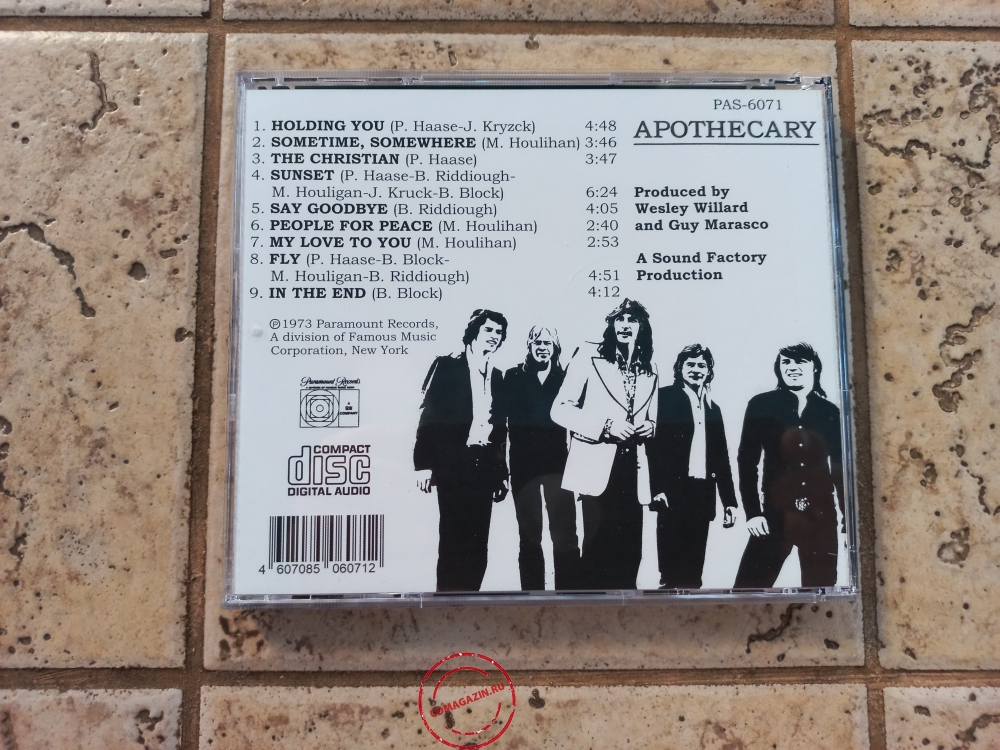 PAS-6071
APOTHECARY
1. HOLDING YOU (P. Haase-J. Kryzck) 4:48
2. SOMETIME, SOMEWHERE (M. Houlihan) 3:46
3. THE CHRISTIAN (P. Haase) 3:47
4. SUNSET (P. Haase-B. Riddiough-
M. Houligan-J. Kruck-B. Block) 6:24
5. SAY GOODBYE (B. Riddiough) 4:05
6. PEOPLE FOR PEACE (M. Houlihan) 2:40
7. MY LOVE TO YOU (M. Houlihan) 2:53
8. FLY (P. Haase-B. Block-
M. Houligan-B. Riddiough) 4:51
9. IN THE END (B. Block) 4:12
Produced by
Wesley Willard
and Guy Marasco
A Sound Factory
Production
℗1973 Paramount Records,
A division of Famous Music
Corporation, New York
Paramount Records
COMPACT
disc
DIGITAL AUDIO
4 607085 060712
CDMAGAZIN.RU